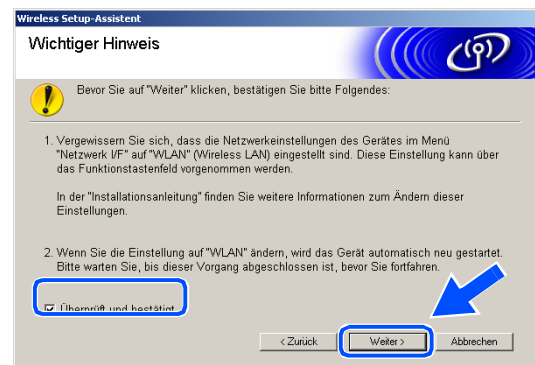 Wireless Setup-Assistent
Wichtiger Hinweis
Bevor Sie auf "Weiter" klicken, bestätigen Sie bitte Folgendes:
1. Vergewissern Sie sich, dass die Netzwerkeinstellungen des Gerätes im Menü
"Netzwerk I/F" auf "WLAN" (Wireless LAN) eingestellt sind. Diese Einstellung kann über
das Funktionstastenfeld vorgenommen werden.
In der "Installationsanleitung" finden Sie weitere Informationen zum Ändern dieser
Einstellungen.
2. Wenn Sie die Einstellung auf "WLAN" ändern, wird das Gerät automatisch neu gestartet.
Bitte warten Sie, bis dieser Vorgang abgeschlossen ist, bevor Sie fortfahren.
Überprüft und bestätigt
< Zurück
Weiter >
Abbrechen